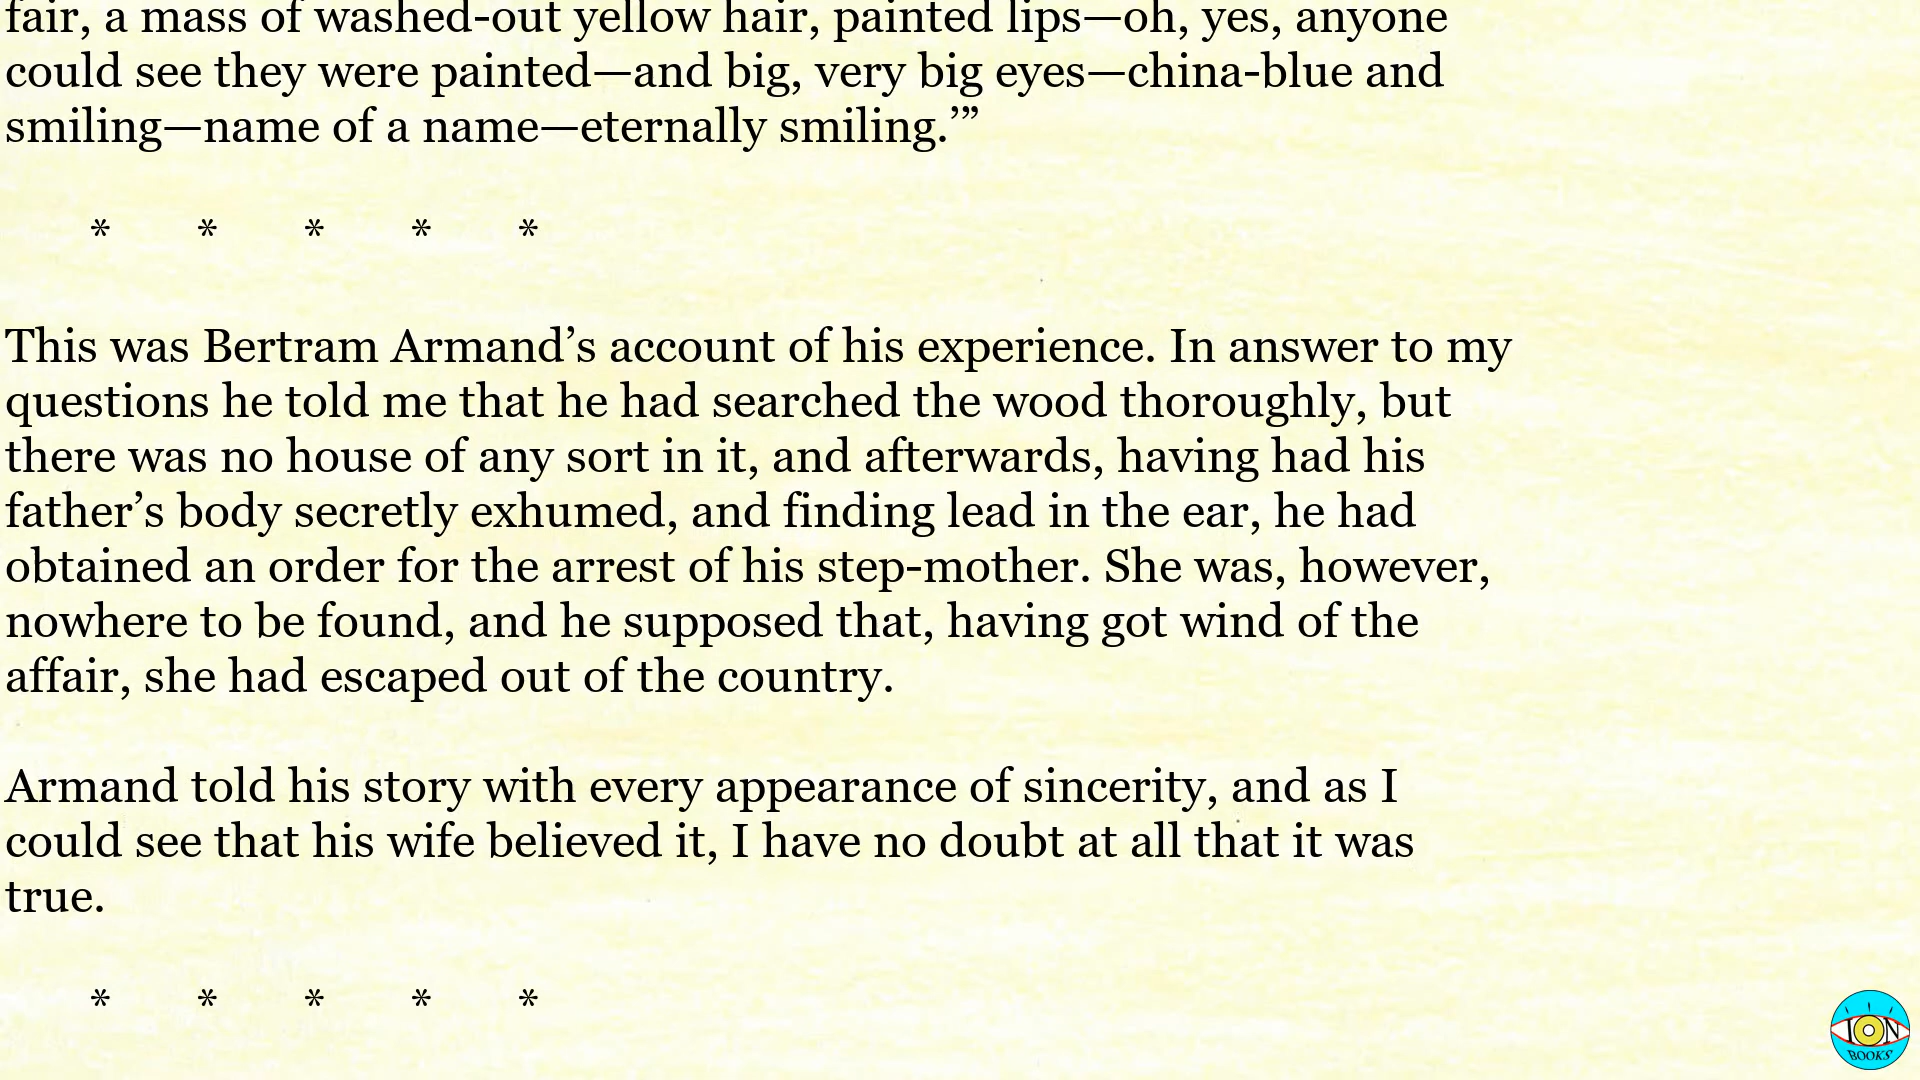 fair, a mass of washed-out yellow hair, painted lips—oh, yes, anyone
could see they were painted—and big, very big eyes—china-blue and
smiling—name of a name—eternally smiling.’”
* * * * *
This was Bertram Armand’s account of his experience. In answer to my
questions he told me that he had searched the wood thoroughly, but
there was no house of any sort in it, and afterwards, having had his
father’s body secretly exhumed, and finding lead in the ear, he had
obtained an order for the arrest of his step-mother. She was, however,
nowhere to be found, and he supposed that, having got wind of the
affair, she had escaped out of the country.
Armand told his story with every appearance of sincerity, and as I
could see that his wife believed it, I have no doubt at all that it was
true.
* * * * *
ION
BOOKS